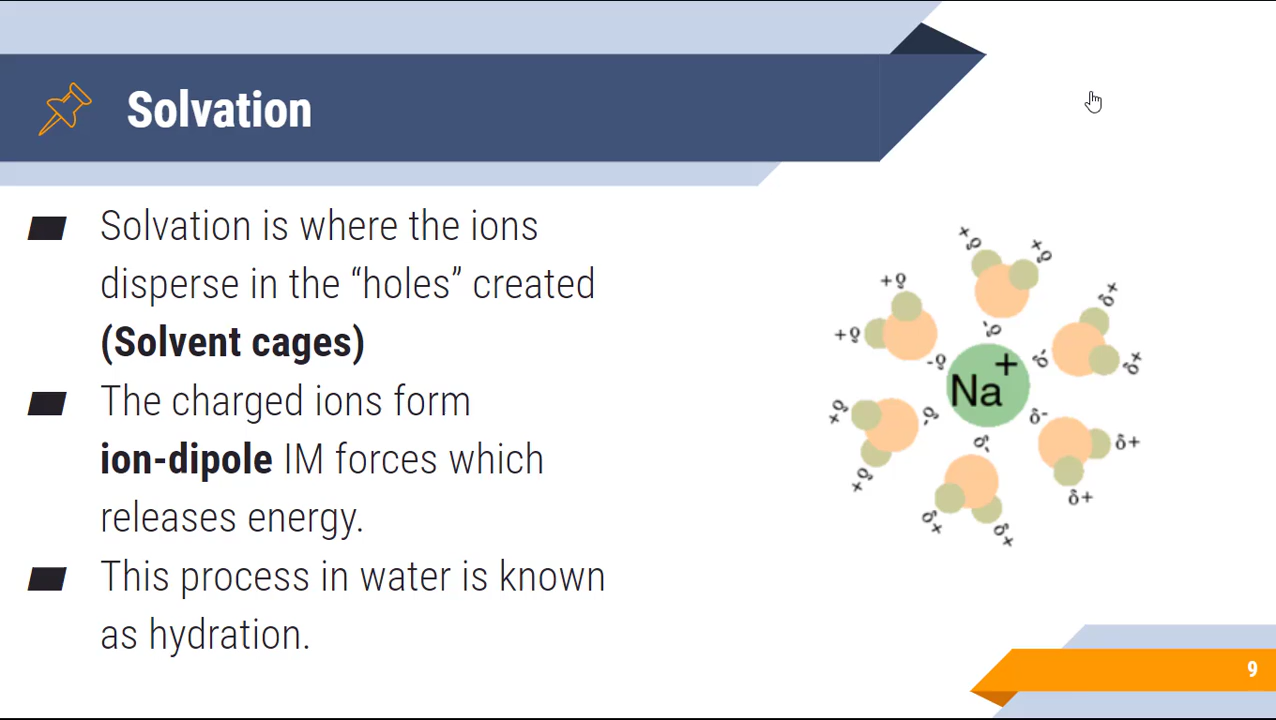 Solvation
Solvation is where the ions
disperse in the “holes” created
(Solvent cages)
The charged ions form
ion-dipole IM forces which
releases energy.
This process in water is known
as hydration.
δ+ δ+
δ-
δ+
δ+
δ-
δ+
δ+
δ-
Na+
δ+
δ+
δ-
δ-
δ+
δ+
δ-
δ+
δ+
9